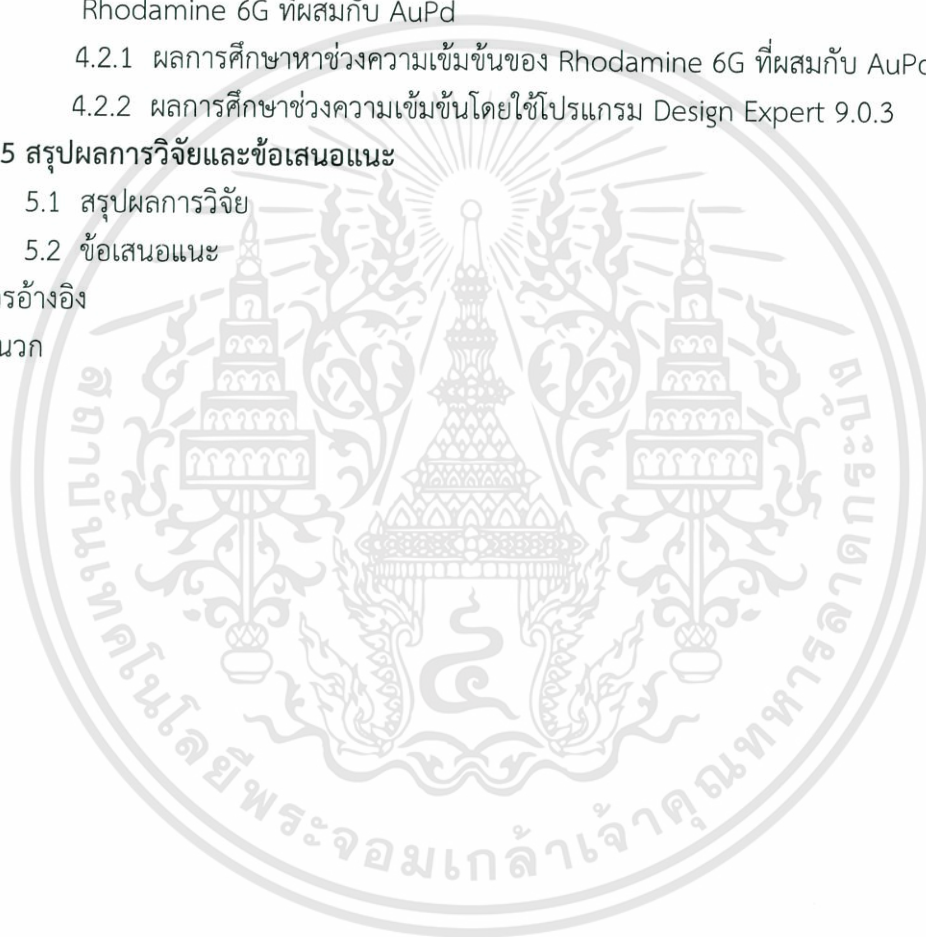 Rhodamine 6G ที่ผสมกับ AuPd
4.2.1 ผลการศึกษาหาช่วงความเข้มข้นของ Rhodamine 6G ที่ผสมกับ AuPd
4.2.2 ผลการศึกษาช่วงความเข้มข้นโดยใช้โปรแกรม Design Expert 9.0.3
5 สรุปผลการวิจัยและข้อเสนอแนะ
5.1 สรุปผลการวิจัย
5.2 ข้อเสนอแนะ
รอ้างอิง
นวก
สถาบันเทคโนโลยีพระจอมเกล้าเจ้าคุณทหารลาดกระบัง
๔